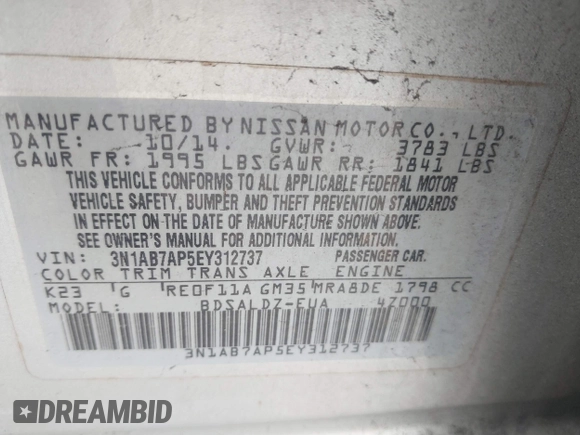 MANUFACTURED BY NISSAN MOTOR CO., LTD.
DATE: 10/14. GVWR: 3783 LBS
GAWR FR: 1995 LBS GAWR RR: 1841 LBS
THIS VEHICLE CONFORMS TO ALL APPLICABLE FEDERAL MOTOR
VEHICLE SAFETY, BUMPER AND THEFT PREVENTION STANDARDS
IN EFFECT ON THE DATE OF MANUFACTURE SHOWN ABOVE.
SEE OWNER'S MANUAL FOR ADDITIONAL INFORMATION.
VIN: 3N1AB7AP5EY312737 PASSENGER CAR.
COLOR TRIM TRANS AXLE ENGINE
K23 G RE0F11A GM35 MRA8DE 1798 CC
MODEL: BDSALDZ-EUA 4Z000
3N1AB7AP5EY312737
DREAMBID